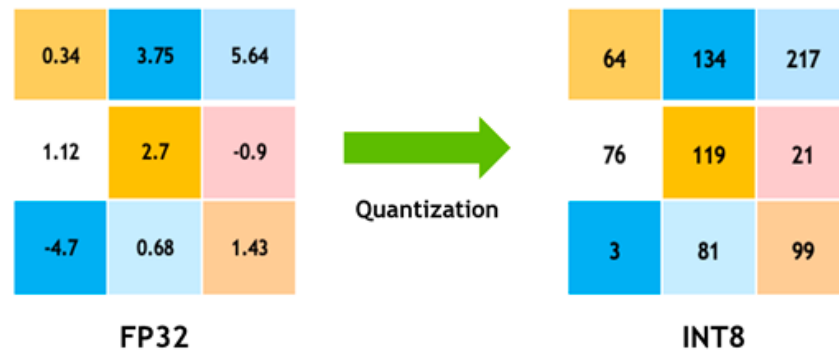 0.34 3.75 5.64 64 134 217
1.12 2.7 -0.9 76 119 21
Quantization
-4.7 0.68 1.43 3 81 99
FP32 INT8